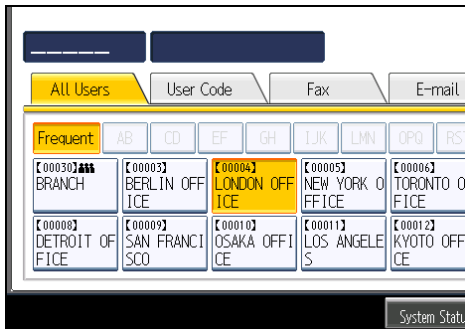 _ _ _ _ _
All Users User Code Fax E-mail
Frequent AB CD EF GH IJK LMN OPQ RS
【00030】 【00003】 【00004】 【00005】 【00006】
BRANCH BERLIN OFF LONDON OFF NEW YORK O TORONTO O
ICE ICE FFICE FICE
【00008】 【00009】 【00010】 【00011】 【00012】
DETROIT OF SAN FRANCI OSAKA OFFI LOS ANGELE KYOTO OFF
FICE SCO CE S CE
System Statu